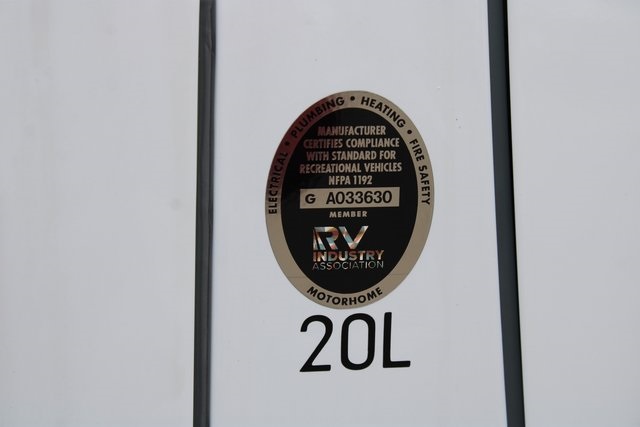 ELECTRICAL • PLUMBING • HEATING • FIRE SAFETY
MANUFACTURER
CERTIFIES COMPLIANCE
WITH STANDARD FOR
RECREATIONAL VEHICLES
NFPA 1192
G A033630
MEMBER
RV
INDUSTRY
ASSOCIATION
MOTORHOME
20L